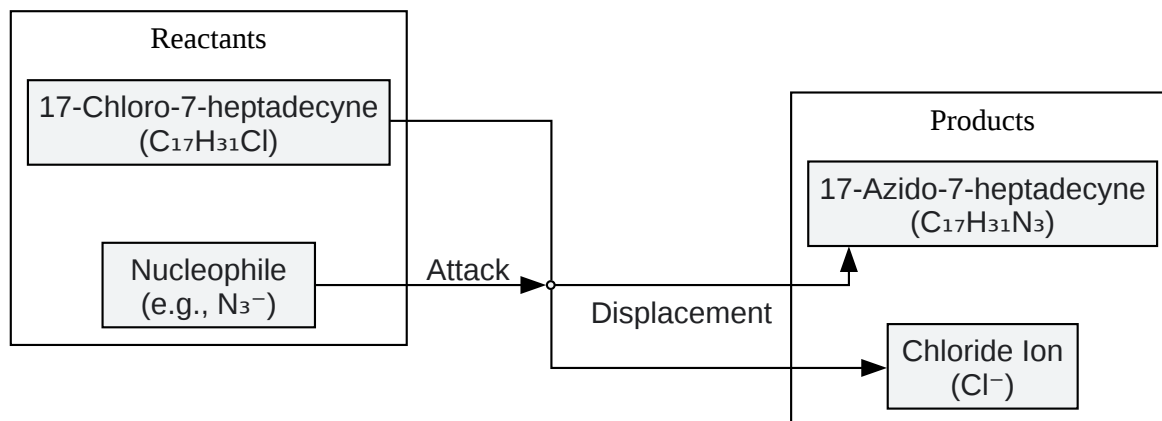 Reactants
17-Chloro-7-heptadecyne
(C₁₇H₃₁Cl)
Nucleophile
(e.g., N₃⁻)
Attack
Displacement
Products
17-Azido-7-heptadecyne
(C₁₇H₃₁N₃)
Chloride Ion
(Cl⁻)